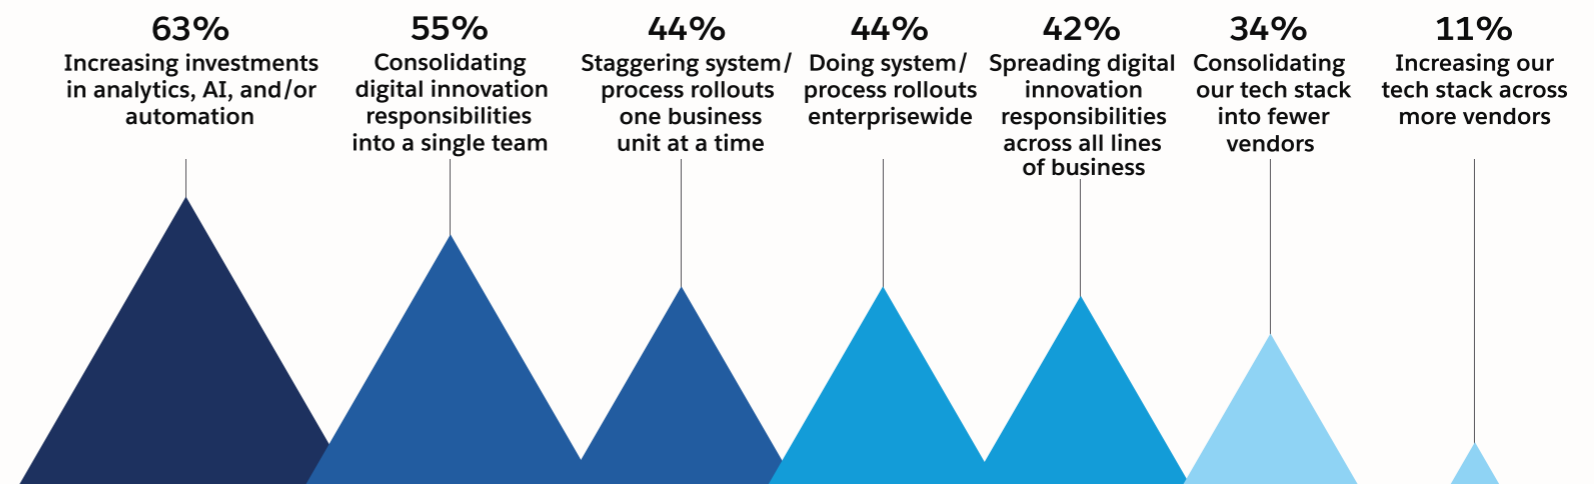 63%
Increasing investments
in analytics, AI, and/or
automation
55%
Consolidating
digital innovation
responsibilities
into a single team
44%
Staggering system/
process rollouts
one business
unit at a time
44%
Doing system/
process rollouts
enterprisewide
42%
Spreading digital
innovation
responsibilities
across all lines
of business
34%
Consolidating
our tech stack
into fewer
vendors
11%
Increasing our
tech stack across
more vendors